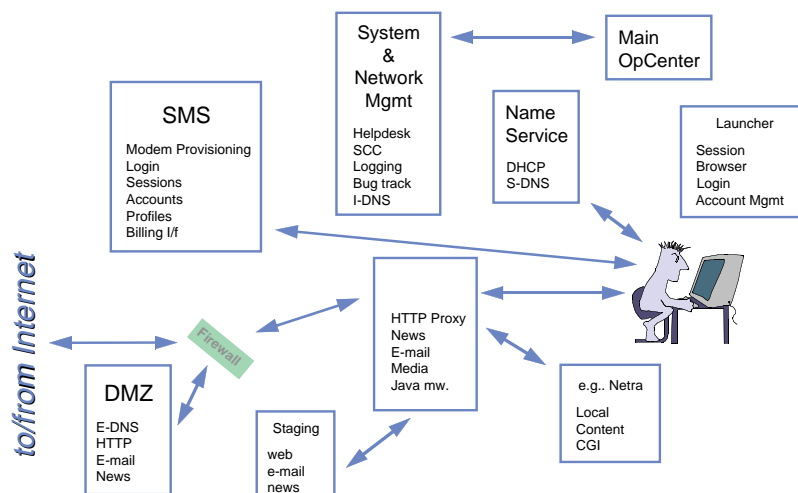 System
&
Network
Mgmt
Helpdesk
SCC
Logging
Bug track
I-DNS
Main
OpCenter
SMS
Modem Provisioning
Login
Sessions
Accounts
Profiles
Billing I/f
Name
Service
DHCP
S-DNS
Launcher
Session
Browser
Login
Account Mgmt
to/from Internet
Firewall
HTTP Proxy
News
E-mail
Media
Java mw.
DMZ
E-DNS
HTTP
E-mail
News
Staging
web
e-mail
news
e.g.. Netra
Local
Content
CGI